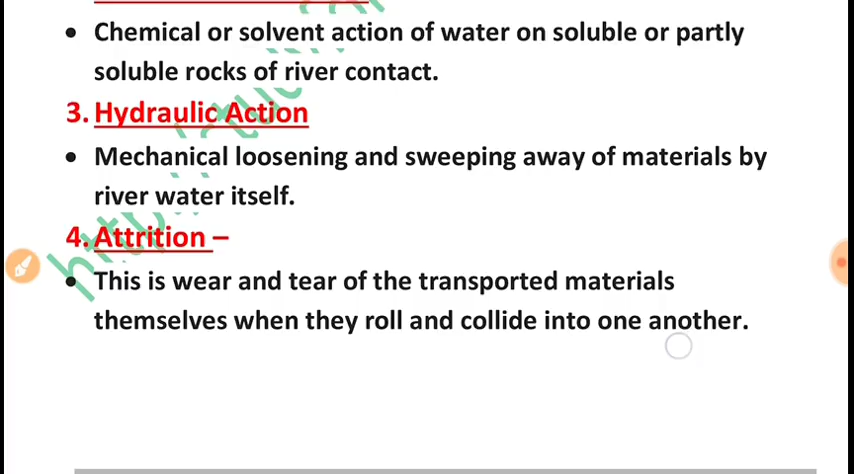 • Chemical or solvent action of water on soluble or partly
soluble rocks of river contact.
3. Hydraulic Action
• Mechanical loosening and sweeping away of materials by
river water itself.
4. Attrition –
• This is wear and tear of the transported materials
themselves when they roll and collide into one another.